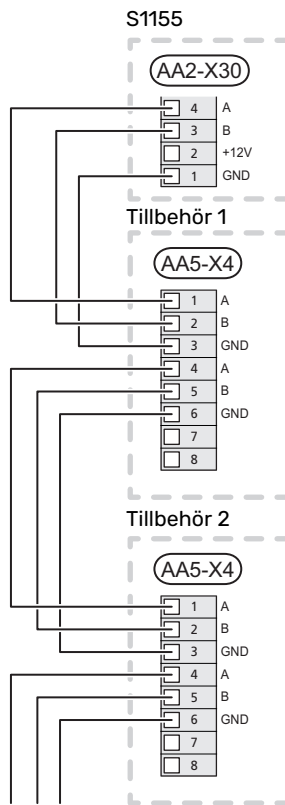 S1155
AA2-X30
4 A
3 B
2 +12V
1 GND
Tillbehör 1
AA5-X4
1 A
2 B
3 GND
4 A
5 B
6 GND
7
8
Tillbehör 2
AA5-X4
1 A
2 B
3 GND
4 A
5 B
6 GND
7
8